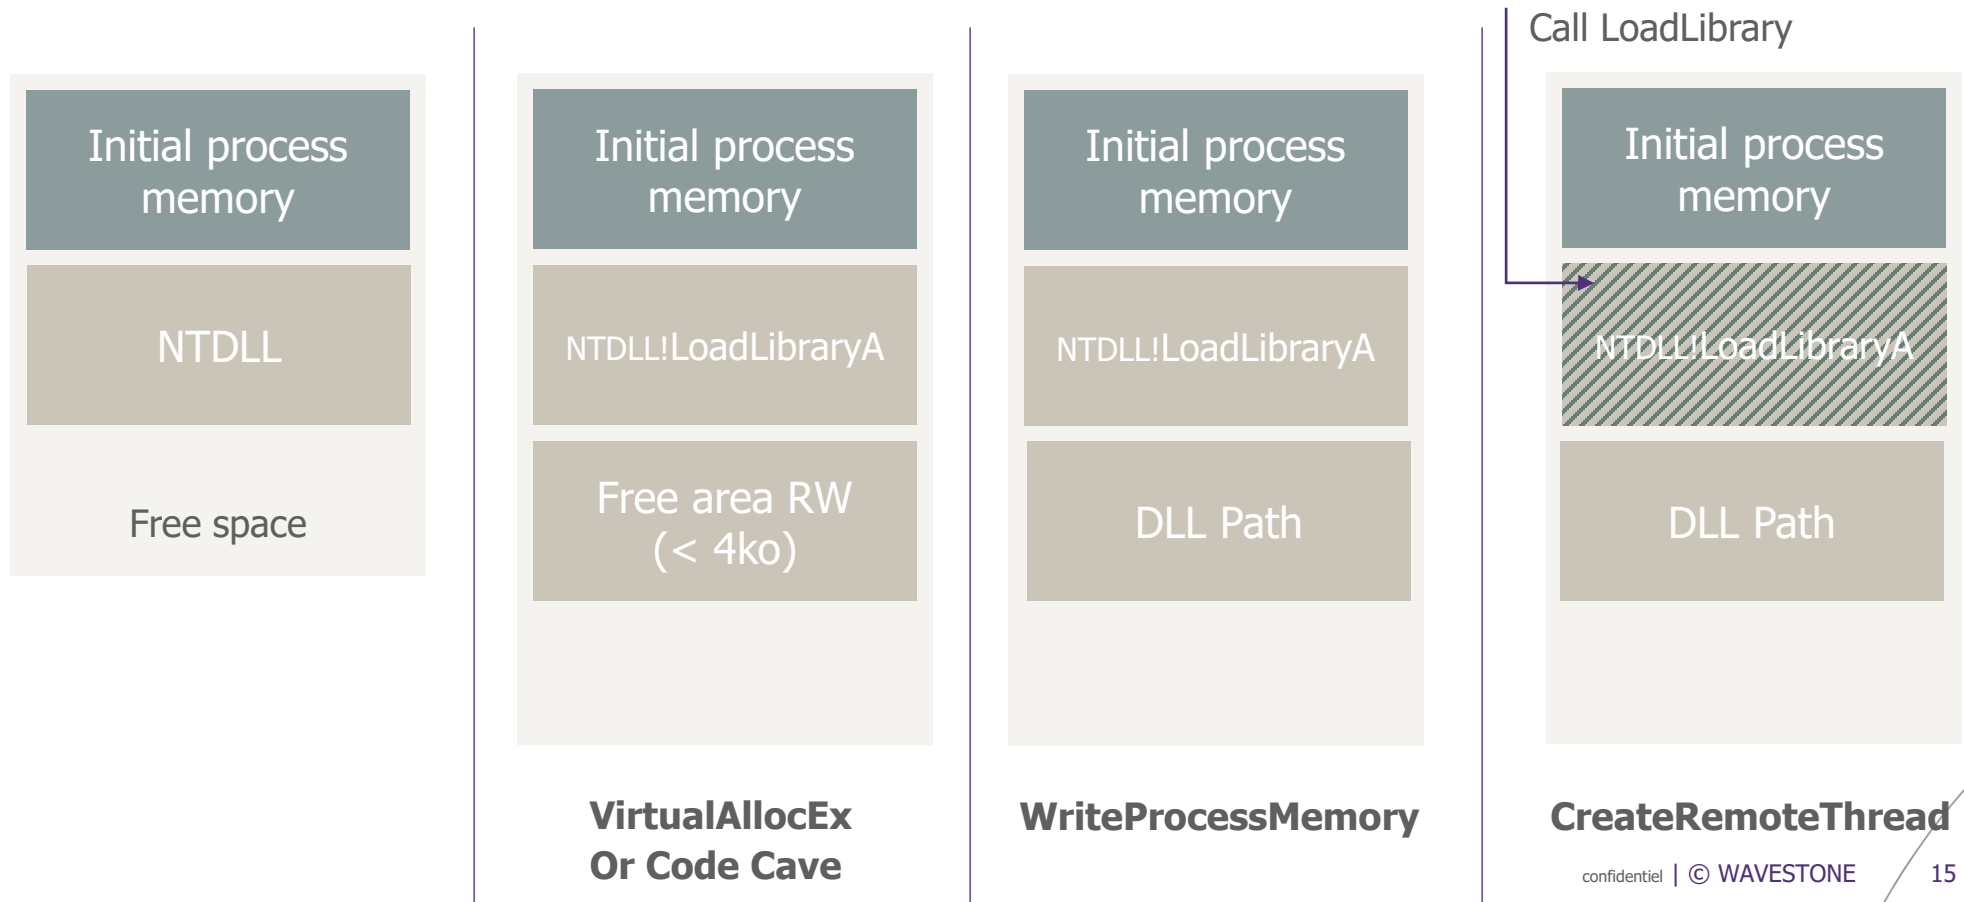 Initial process
memory
NTDLL
Free space
Initial process
memory
NTDLL!LoadLibraryA
Free area RW
(< 4ko)
VirtualAllocEx
Or Code Cave
Initial process
memory
NTDLL!LoadLibraryA
DLL Path
WriteProcessMemory
Call LoadLibrary
Initial process
memory
NTDLL!LoadLibraryA
DLL Path
CreateRemoteThread
confidentiel | © WAVESTONE 15